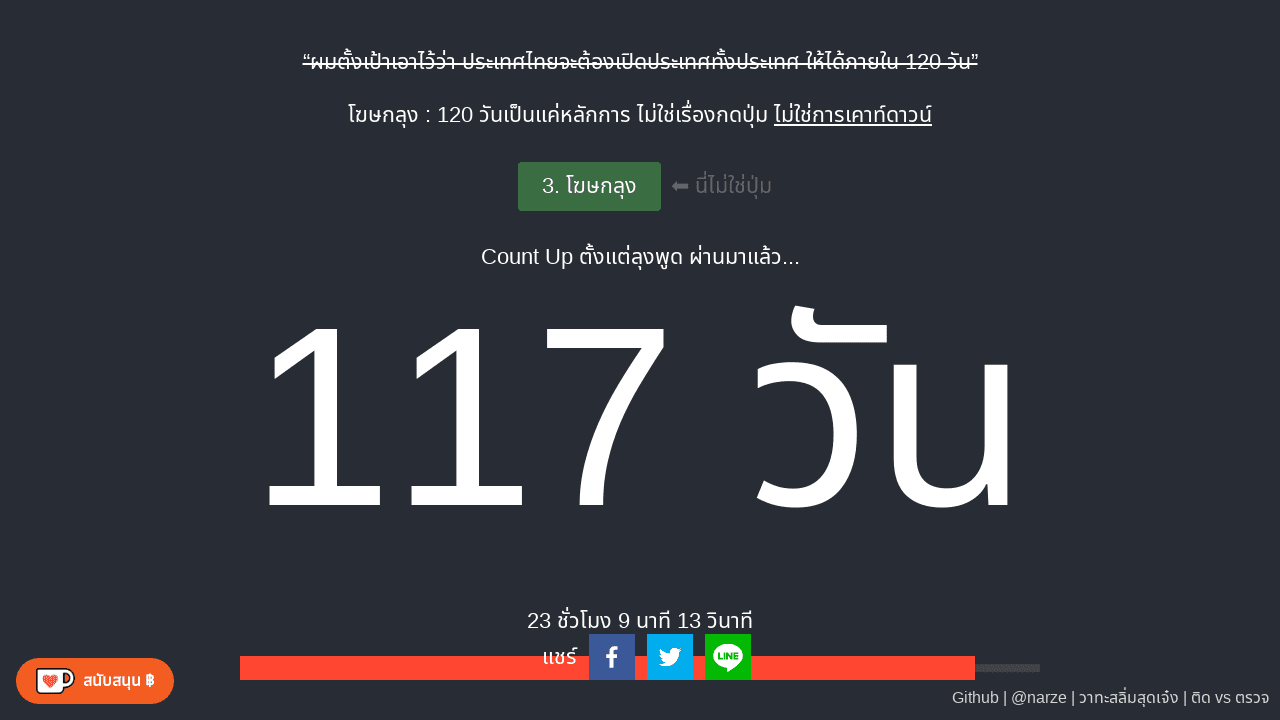 “ผมตั้งเป้าเอาไว้ว่า ประเทศไทยจะต้องเปิดประเทศทั้งประเทศ ให้ได้ภายใน 120 วัน”
โฆษกลุง : 120 วันเป็นแค่หลักการ ไม่ใช่เรื่องกดปุ่ม ไม่ใช่การเคาท์ดาวน์
3. โฆษกลุง ⬅ นี่ไม่ใช่ปุ่ม
Count Up ตั้งแต่ลุงพูด ผ่านมาแล้ว...
117 วัน
23 ชั่วโมง 9 นาที 13 วินาที
แชร์ LINE
สนับสนุน ฿
Github | @narze | วาทะสลิ่มสุดเจ๋ง | ติด vs ตรวจ